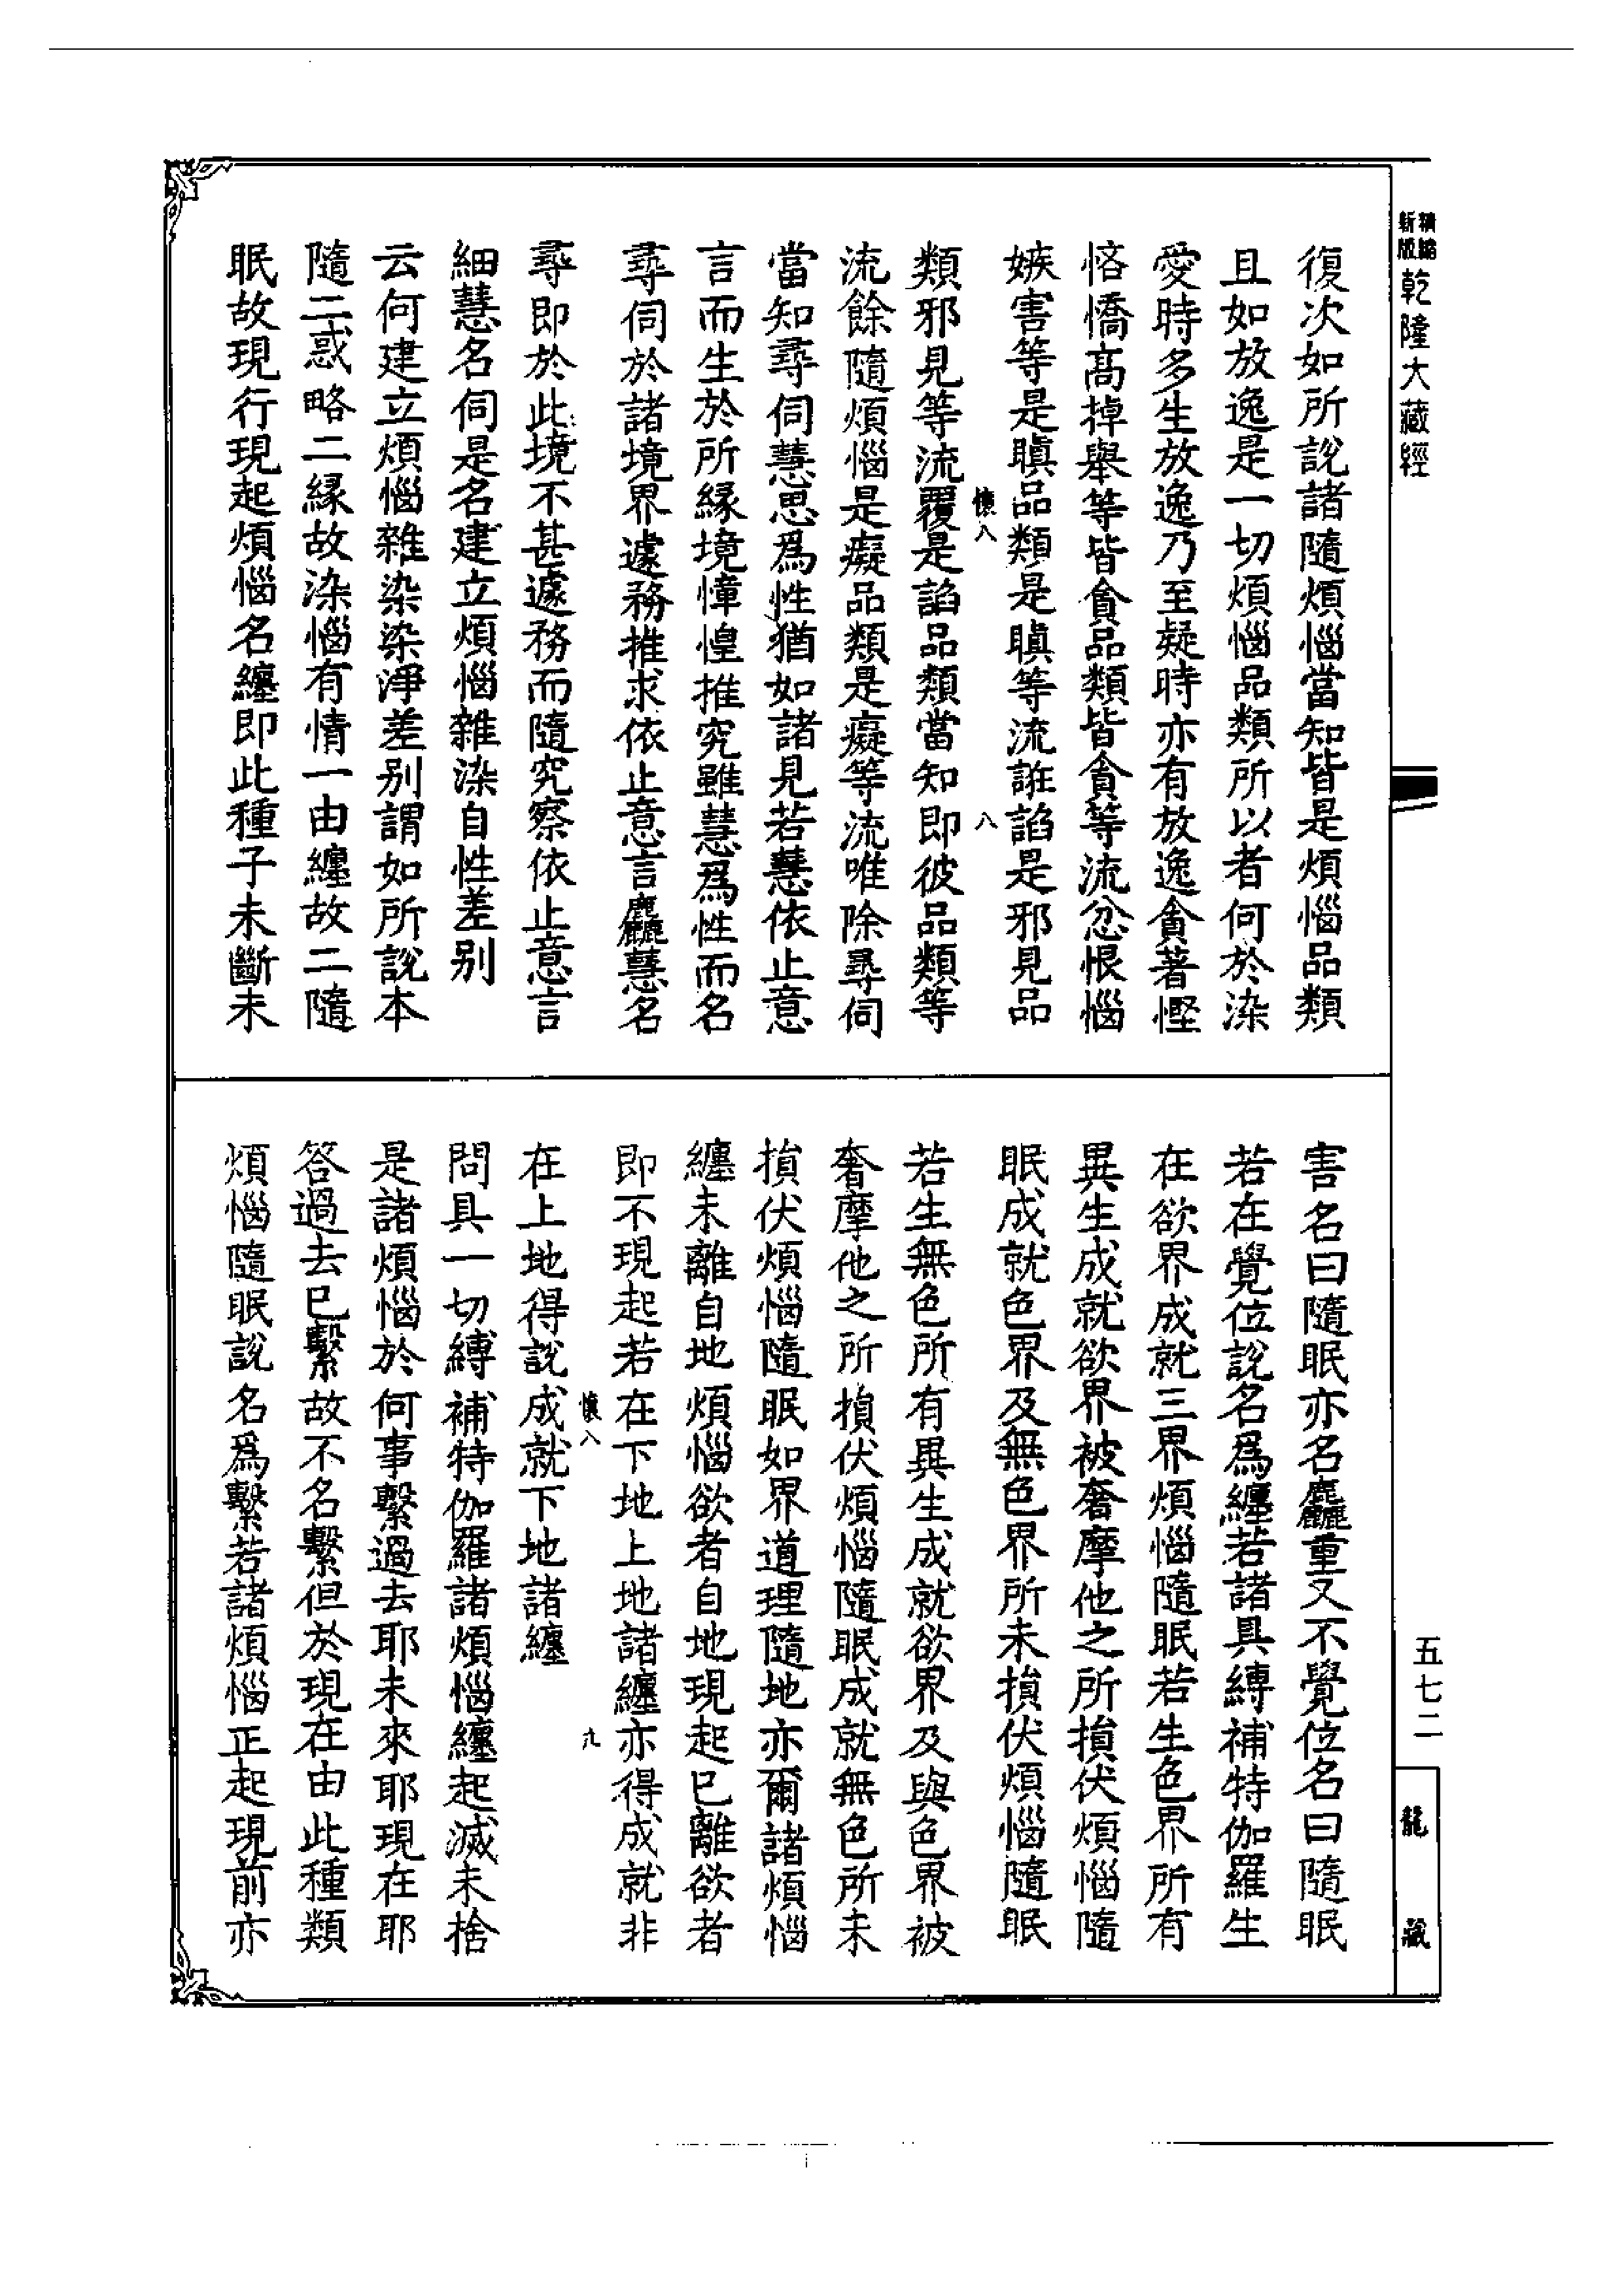 精縮新版
乾隆大藏經
復次如所說諸隨煩惱當知皆是煩惱品類
且如放逸是一切煩惱品類所以者何於染
愛時多生放逸乃至疑時亦有放逸貪著慳
悋憍高掉舉等皆貪品類皆貪等流忿恨惱
嫉害等是瞋品類是瞋等流誑諂是邪見品
類邪見等流覆是諂品類當知即彼品類等
懷八
八
流餘隨煩惱是癡品類是癡等流唯除尋伺
當知尋伺慧思爲性猶如諸見若慧依止意
言而生於所緣境慞惶推究雖慧爲性而名
尋伺於諸境界遽務推求依止意言麤慧名
尋即於此境不甚遽務而隨究察依止意言
細慧名伺是名建立煩惱雜染自性差别
云何建立煩惱雜染染淨差别謂如所說本
隨二惑略二緣故染惱有情一由纏故二隨
眠故現行現起煩惱名纏即此種子未斷未
害名曰隨眠亦名麤重又不覺位名曰隨眠
若在覺位說名爲纏若諸具縛補特伽羅生
在欲界成就三界煩惱隨眠若生色界所有
異生成就欲界被奢摩他之所損伏煩惱隨
眠成就色界及無色界所未損伏煩惱隨眠
若生無色所有異生成就欲界及與色界被
奢摩他之所損伏煩惱隨眠成就無色所未
損伏煩惱隨眠如界道理隨地亦爾諸煩惱
纏未離自地煩惱欲者自地現起已離欲者
即不現起若在下地上地諸纏亦得成就非
懷八
九
在上地得說成就下地諸纏
問具一切縛補特伽羅諸煩惱纏起滅未捨
是諸煩惱於何事繫過去耶未來耶現在耶
答過去已繫故不名繫但於現在由此種類
煩惱隨眠說名爲繫若諸煩惱正起現前亦
五七二
龍藏